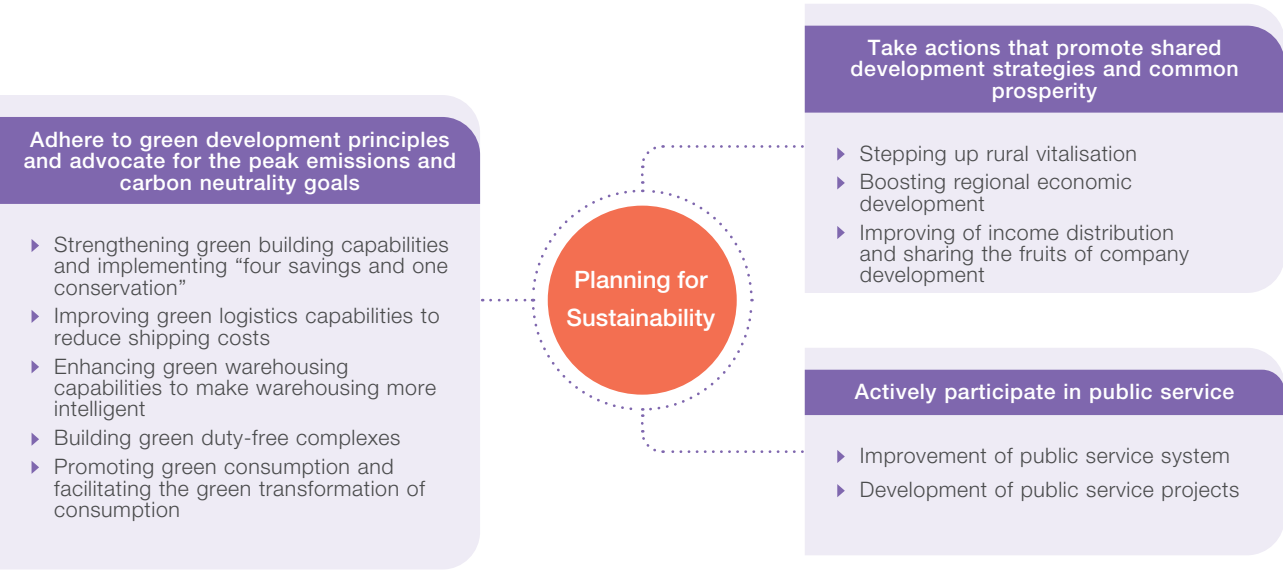 Adhere to green development principles
and advocate for the peak emissions and
carbon neutrality goals
▸ Strengthening green building capabilities
and implementing “four savings and one
conservation”
▸ Improving green logistics capabilities to
reduce shipping costs
▸ Enhancing green warehousing
capabilities to make warehousing more
intelligent
▸ Building green duty-free complexes
▸ Promoting green consumption and
facilitating the green transformation of
consumption
Planning for
Sustainability
Take actions that promote shared
development strategies and common
prosperity
▸ Stepping up rural vitalisation
▸ Boosting regional economic
development
▸ Improving of income distribution
and sharing the fruits of company
development
Actively participate in public service
▸ Improvement of public service system
▸ Development of public service projects